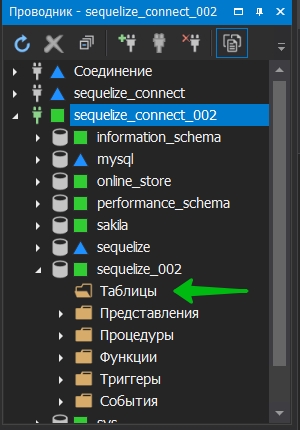 Проводник - sequelize_connect_002
Соединение
sequelize_connect
sequelize_connect_002
information_schema
mysql
online_store
performance_schema
sakila
sequelize
sequelize_002
Таблицы
Представления
Процедуры
Функции
Триггеры
События
sys